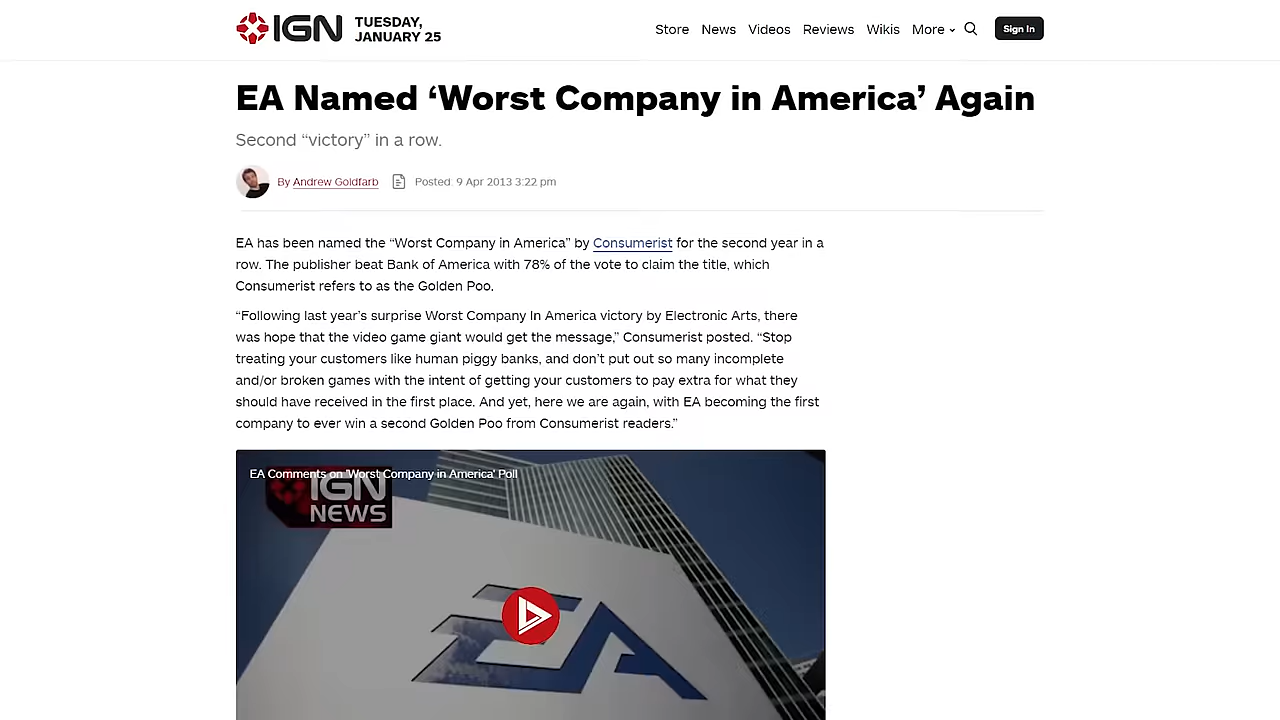 IGN
TUESDAY,
JANUARY 25
Store News Videos Reviews Wikis More
Sign In
EA Named ‘Worst Company in America’ Again
Second “victory” in a row.
By Andrew Goldfarb Posted: 9 Apr 2013 3:22 pm
EA has been named the “Worst Company in America” by Consumerist for the second year in a
row. The publisher beat Bank of America with 78% of the vote to claim the title, which
Consumerist refers to as the Golden Poo.
“Following last year’s surprise Worst Company In America victory by Electronic Arts, there
was hope that the video game giant would get the message,” Consumerist posted. “Stop
treating your customers like human piggy banks, and don’t put out so many incomplete
and/or broken games with the intent of getting your customers to pay extra for what they
should have received in the first place. And yet, here we are again, with EA becoming the first
company to ever win a second Golden Poo from Consumerist readers.”
EA Comments on 'Worst Company in America' Poll
IGN
NEWS
EA